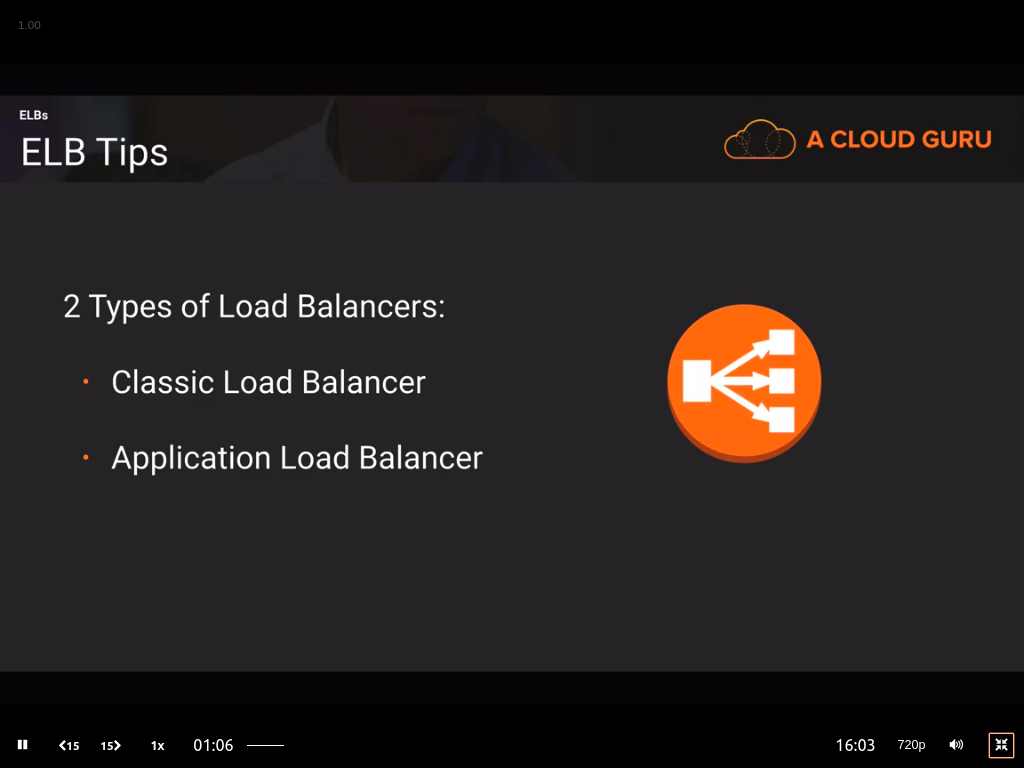 1.00
ELBs
ELB Tips
A CLOUD GURU
2 Types of Load Balancers:
• Classic Load Balancer
• Application Load Balancer
15 15 1x 01:06 16:03 720p